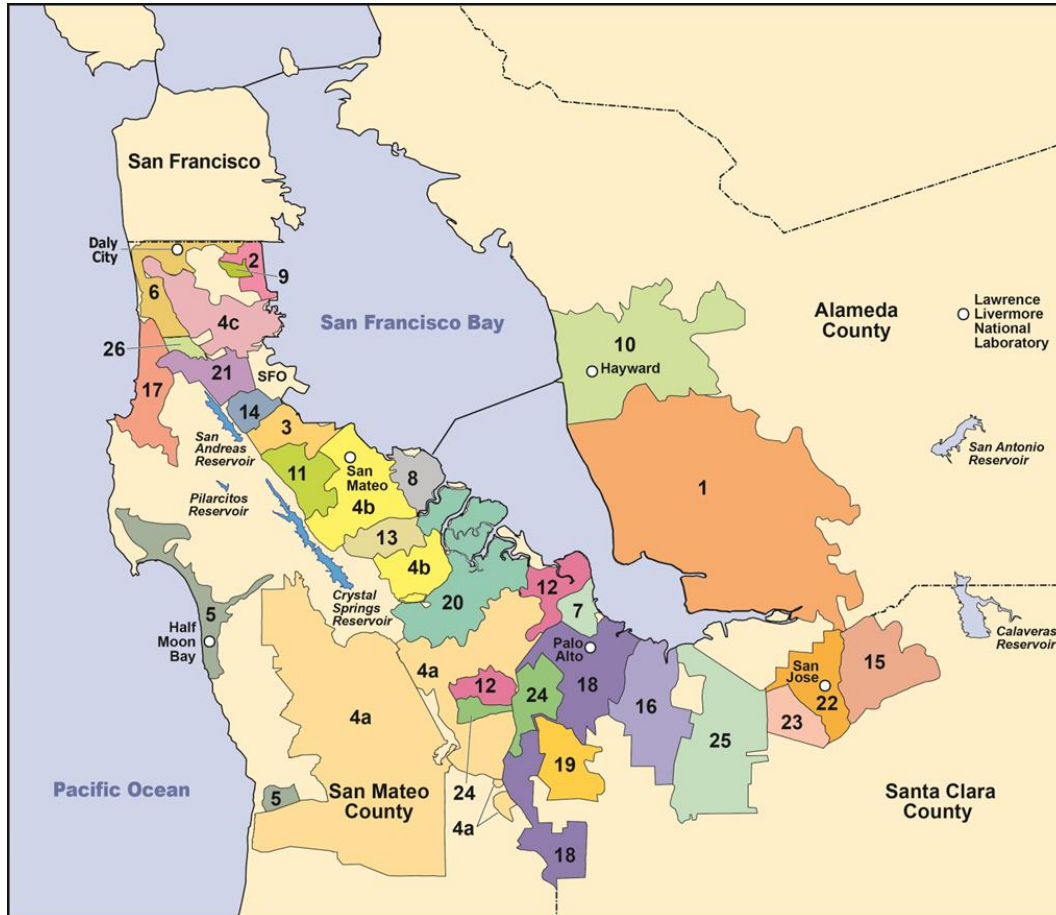 San Francisco
Daly
City
2
9
6
4c
San Francisco Bay
Alameda
County
Lawrence
Livermore
National
Laboratory
10
Hayward
26
21
SFO
17
14
3
San
Andreas
Reservoir
San Antonio
Reservoir
11
San
Mateo
8
1
Pilarcitos
Reservoir
4b
13
4b
12
Crystal
Springs
Reservoir
20
7
5
Half
Moon
Bay
Palo
Alto
Calaveras
Reservoir
4a
12
24
18
16
San
Jose
15
22
4a
23
25
19
Pacific Ocean
5
San Mateo
County
24
4a
Santa Clara
County
18